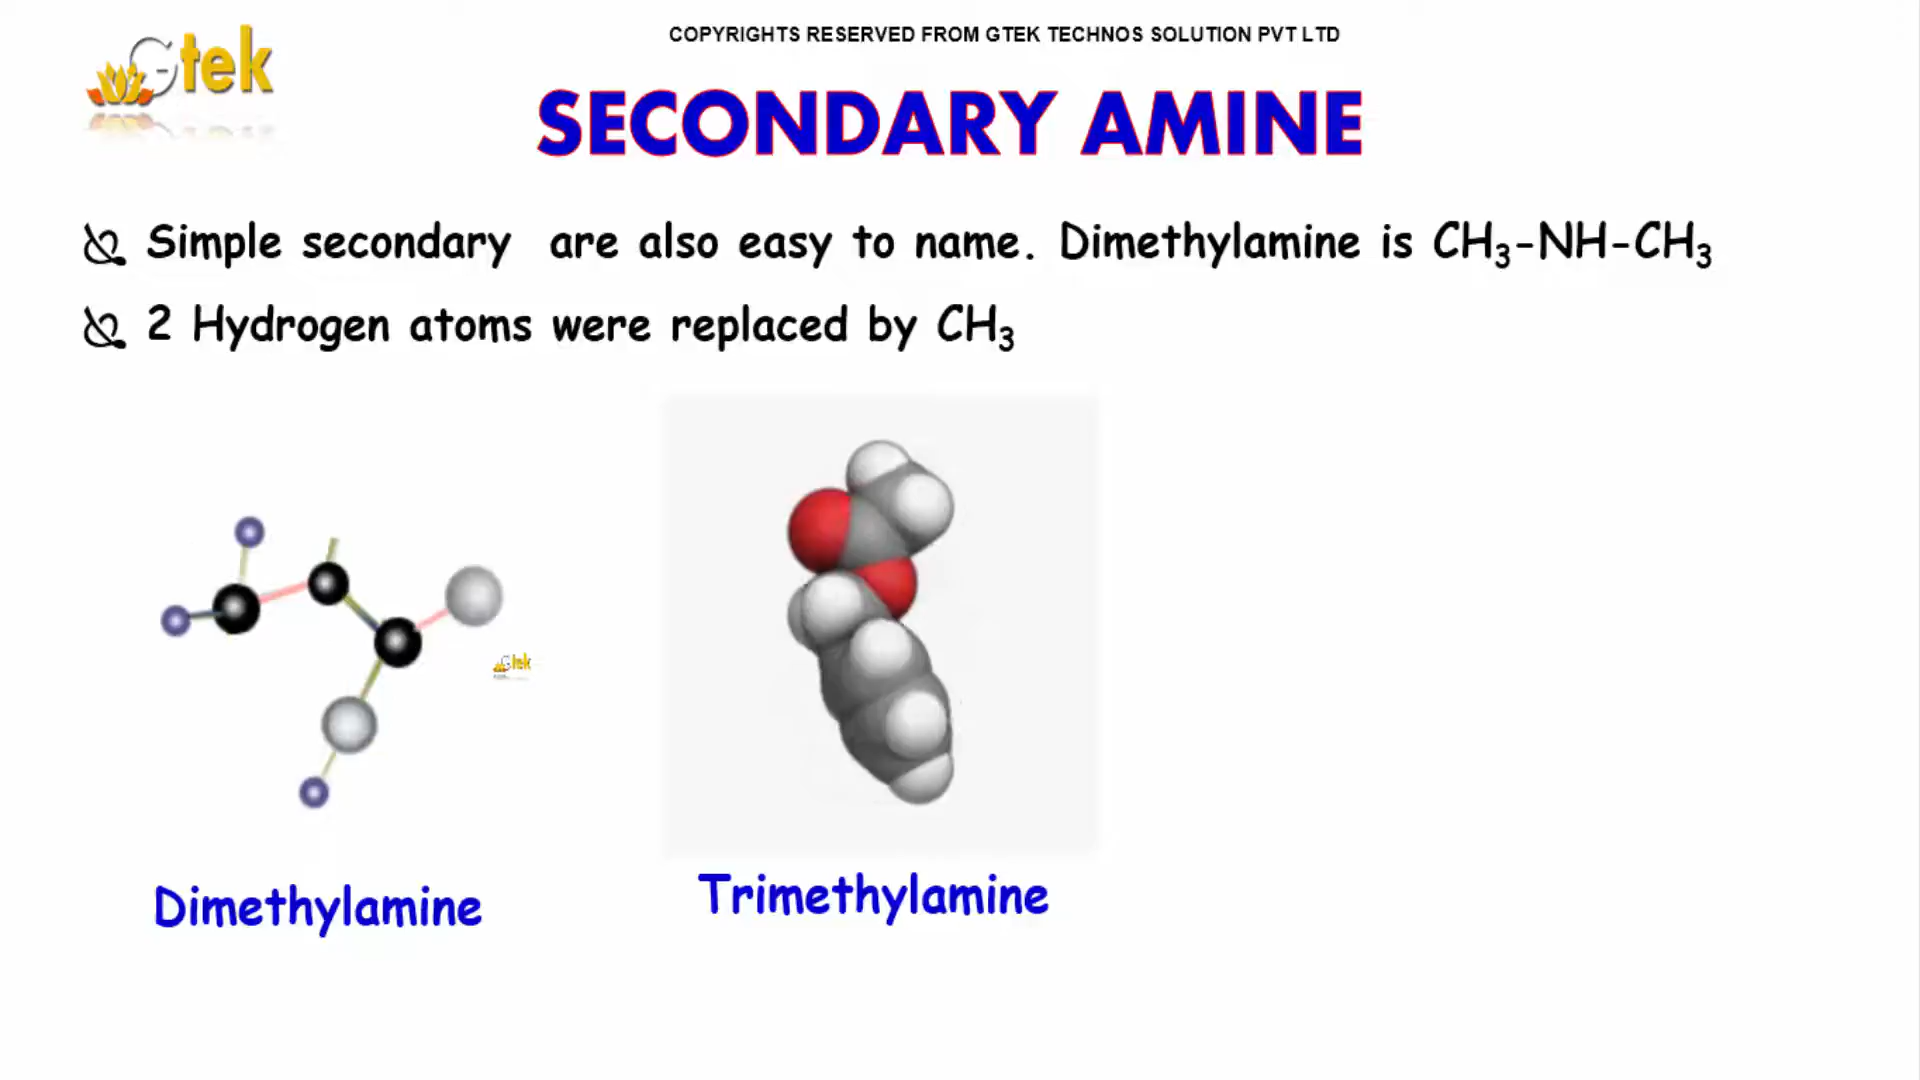 Gtek
COPYRIGHTS RESERVED FROM GTEK TECHNOS SOLUTION PVT LTD
SECONDARY AMINE
Simple secondary are also easy to name. Dimethylamine is CH₃-NH-CH₃
2 Hydrogen atoms were replaced by CH₃
Gtek
Dimethylamine
Trimethylamine